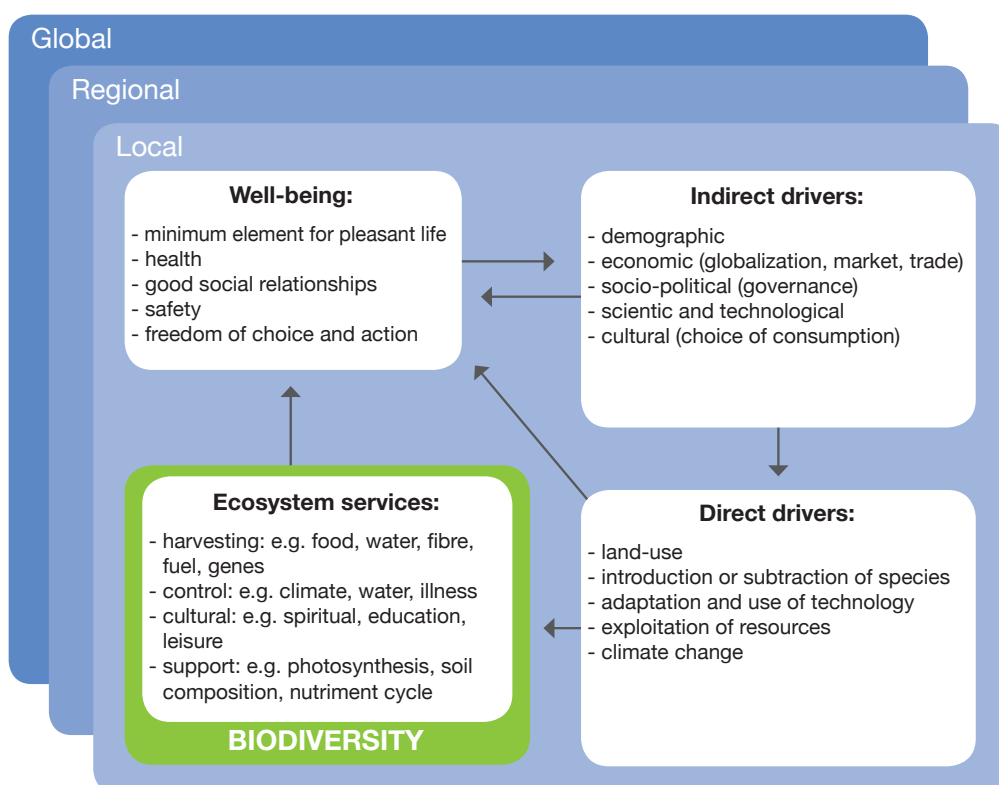 Global
Regional
Local
Well-being:
- minimum element for pleasant life
- health
- good social relationships
- safety
- freedom of choice and action
Indirect drivers:
- demographic
- economic (globalization, market, trade)
- socio-political (governance)
- scientic and technological
- cultural (choice of consumption)
Ecosystem services:
- harvesting: e.g. food, water, fibre,
fuel, genes
- control: e.g. climate, water, illness
- cultural: e.g. spiritual, education,
leisure
- support: e.g. photosynthesis, soil
composition, nutriment cycle
BIODIVERSITY
Direct drivers:
- land-use
- introduction or subtraction of species
- adaptation and use of technology
- exploitation of resources
- climate change